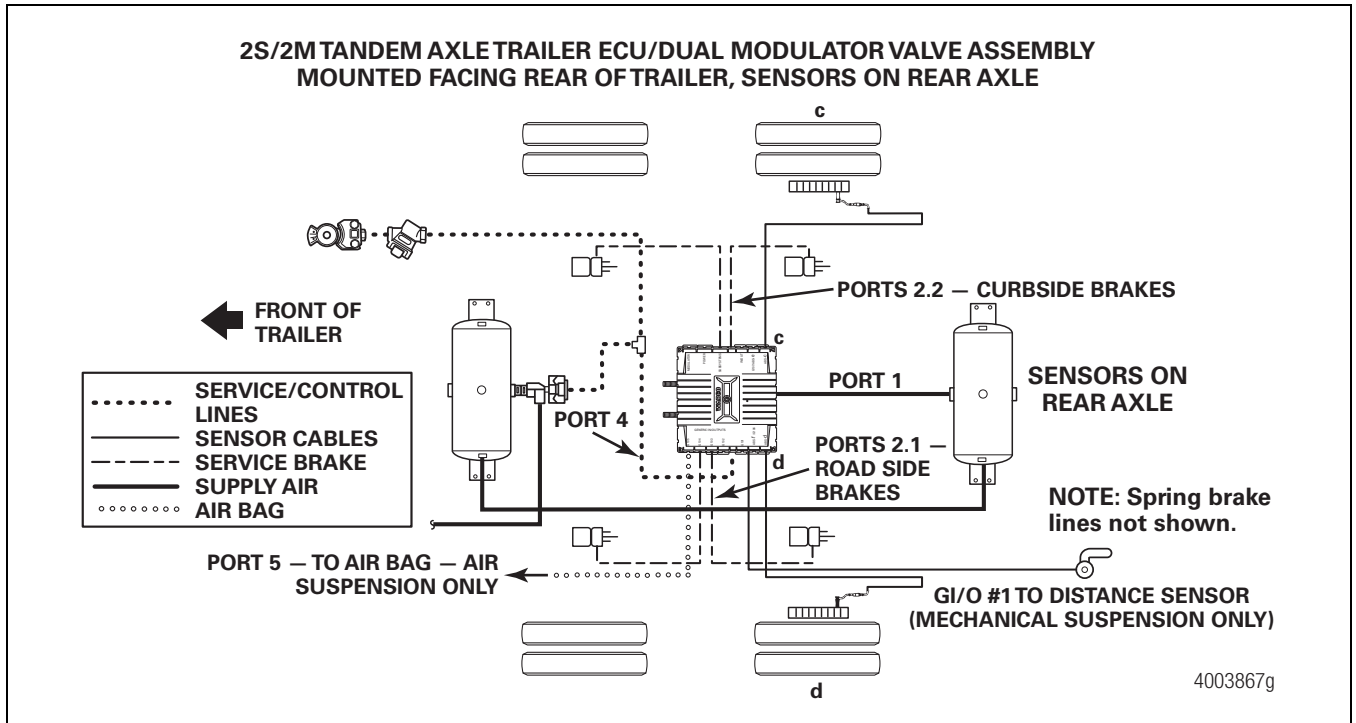 2S/2M TANDEM AXLE TRAILER ECU/DUAL MODULATOR VALVE ASSEMBLY
MOUNTED FACING REAR OF TRAILER, SENSORS ON REAR AXLE
c
PORTS 2.2 — CURBSIDE BRAKES
FRONT OF
TRAILER
c
SERVICE/CONTROL
LINES
SENSOR CABLES
SERVICE BRAKE
SUPPLY AIR
AIR BAG
PORT 4
PORT 1
SENSORS ON
REAR AXLE
d
PORTS 2.1 —
ROAD SIDE
BRAKES
NOTE: Spring brake
lines not shown.
PORT 5 — TO AIR BAG — AIR
SUSPENSION ONLY
GI/O #1 TO DISTANCE SENSOR
(MECHANICAL SUSPENSION ONLY)
d
4003867g